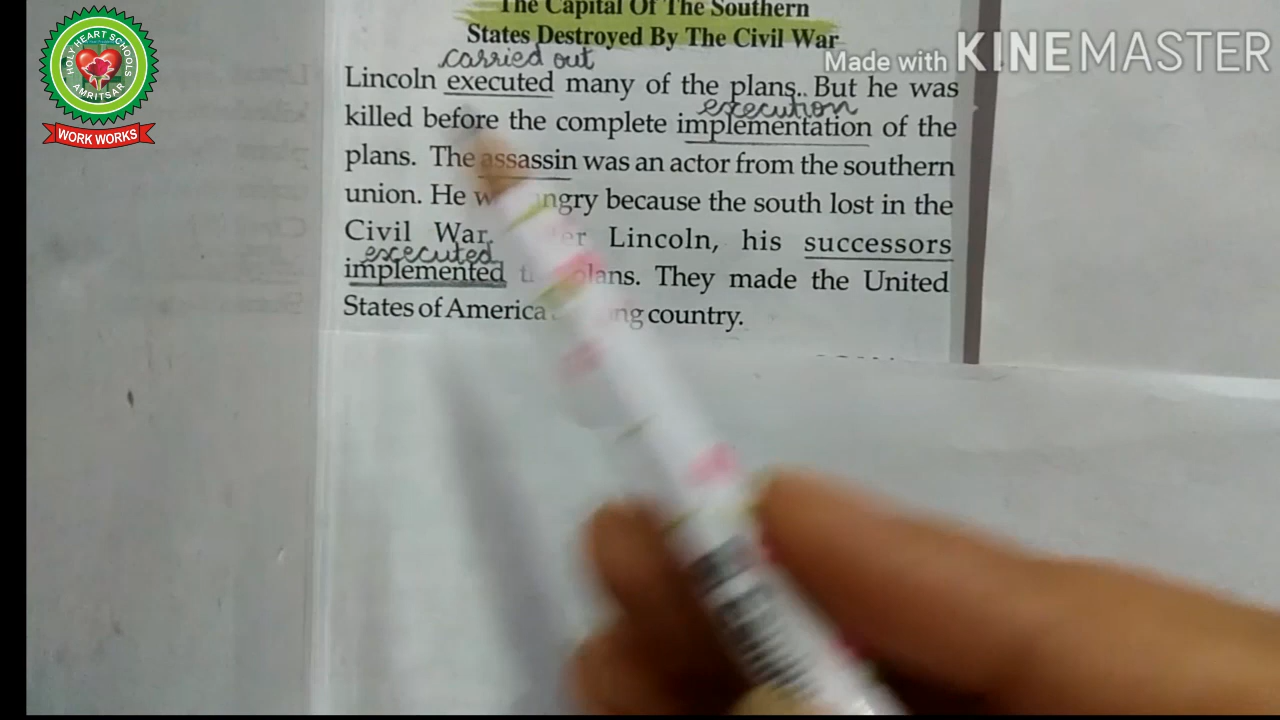 The Capital Of The Southern
States Destroyed By The Civil War
Made with KINEMASTER
HOLY HEART SCHOOLS
AMRITSAR
WORK WORKS
carried out
Lincoln executed many of the plans.. But he was
execution
killed before the complete implementation of the
plans. The assassin was an actor from the southern
union. He w ngry because the south lost in the
Civil War. er Lincoln, his successors
executed
implemented t plans. They made the United
States of America ng country.